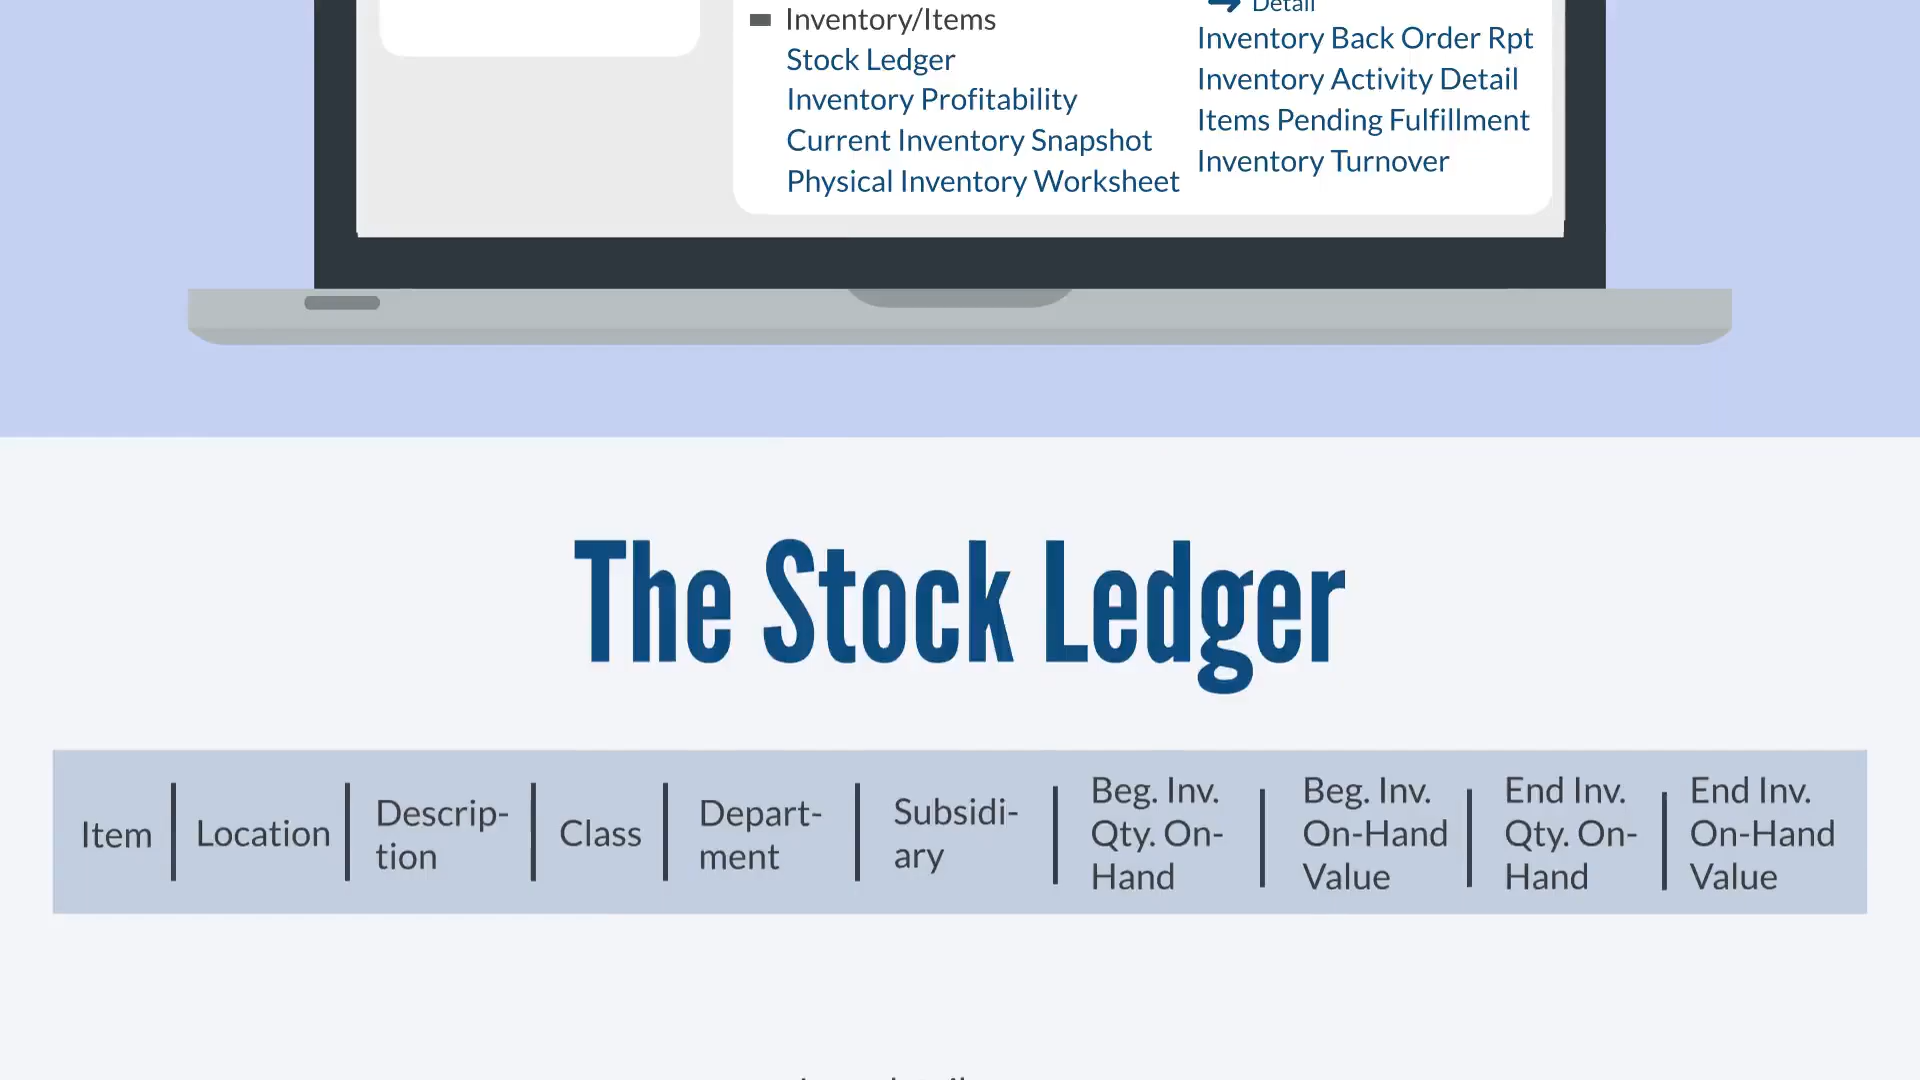 Inventory/Items
Stock Ledger
Inventory Profitability
Current Inventory Snapshot
Physical Inventory Worksheet
Detail
Inventory Back Order Rpt
Inventory Activity Detail
Items Pending Fulfillment
Inventory Turnover
The Stock Ledger
Item
Location
Descrip-
tion
Class
Depart-
ment
Subsidi-
ary
Beg. Inv.
Qty. On-
Hand
Beg. Inv.
On-Hand
Value
End Inv.
Qty. On-
Hand
End Inv.
On-Hand
Value